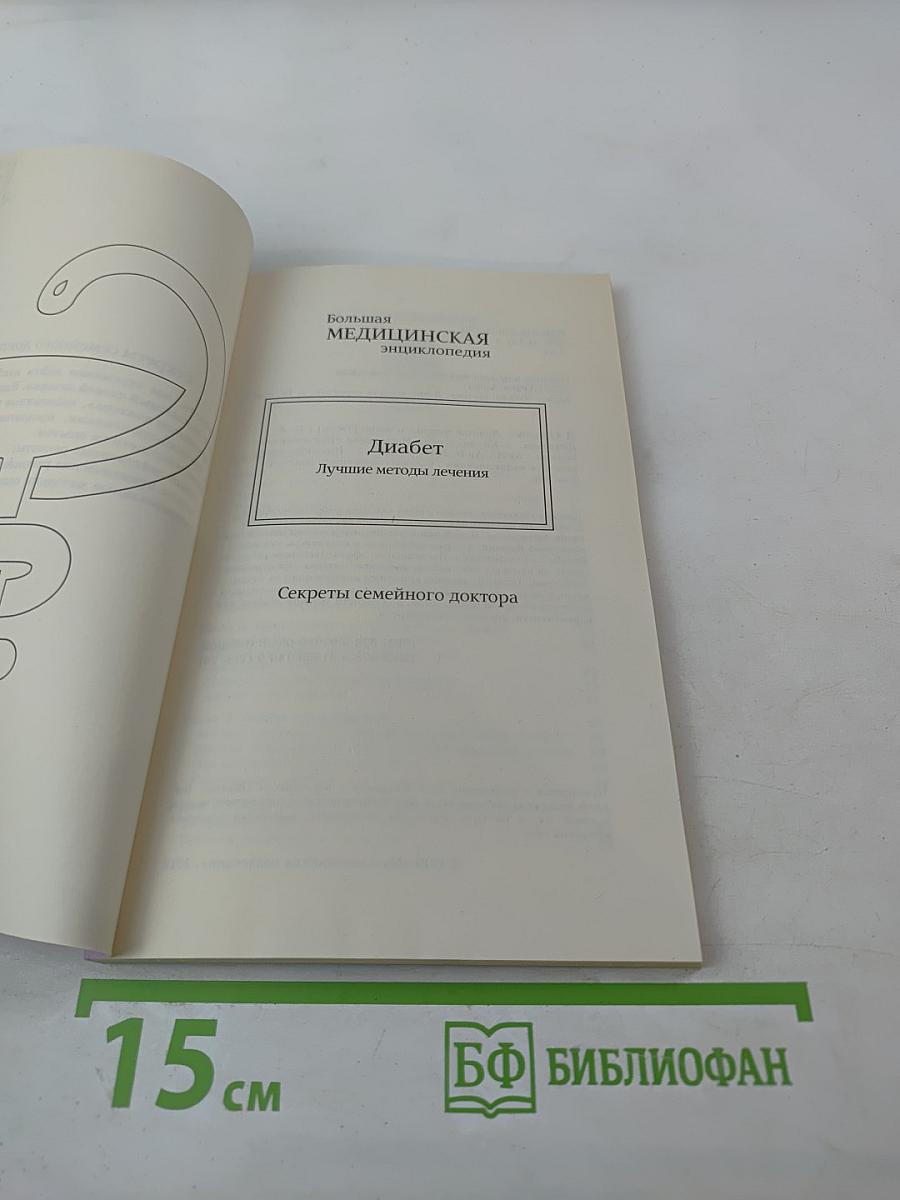 Большая
МЕДИЦИНСКАЯ
энциклопедия
Диабет
Лучшие методы лечения
Секреты семейного доктора
15 см
БФ БИБЛИОФАН